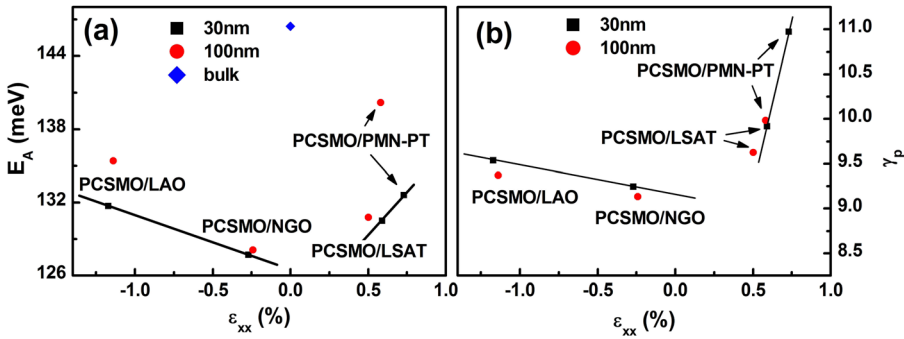 (a)
30nm
100nm
bulk
PCSMO/PMN-PT
PCSMO/LAO
PCSMO/NGO
PCSMO/LSAT
E_A (meV)
144
138
132
126
-1.0
-0.5
0.0
0.5
1.0
ε_xx (%)
(b)
30nm
100nm
PCSMO/PMN-PT
PCSMO/LSAT
PCSMO/LAO
PCSMO/NGO
11.0
10.5
10.0
9.5
9.0
8.5
γ_p
-1.0
-0.5
0.0
0.5
1.0
ε_xx (%)